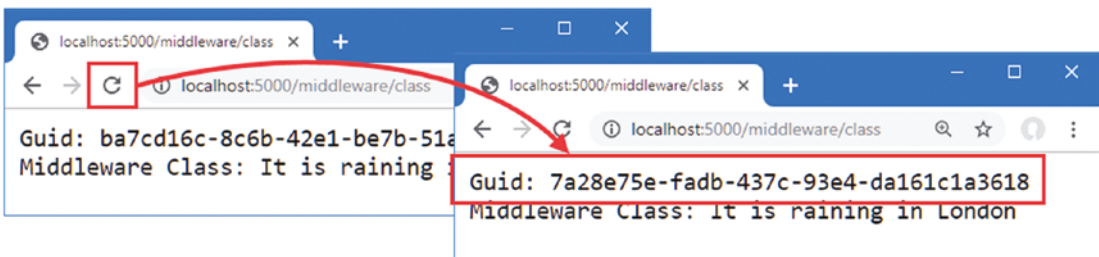 localhost:5000/middleware/class
localhost:5000/middleware/class
Guid: ba7cd16c-8c6b-42e1-be7b-51a
Middleware Class: It is raining
localhost:5000/middleware/class
localhost:5000/middleware/class
Guid: 7a28e75e-fadb-437c-93e4-da161c1a3618
Middleware Class: It is raining in London